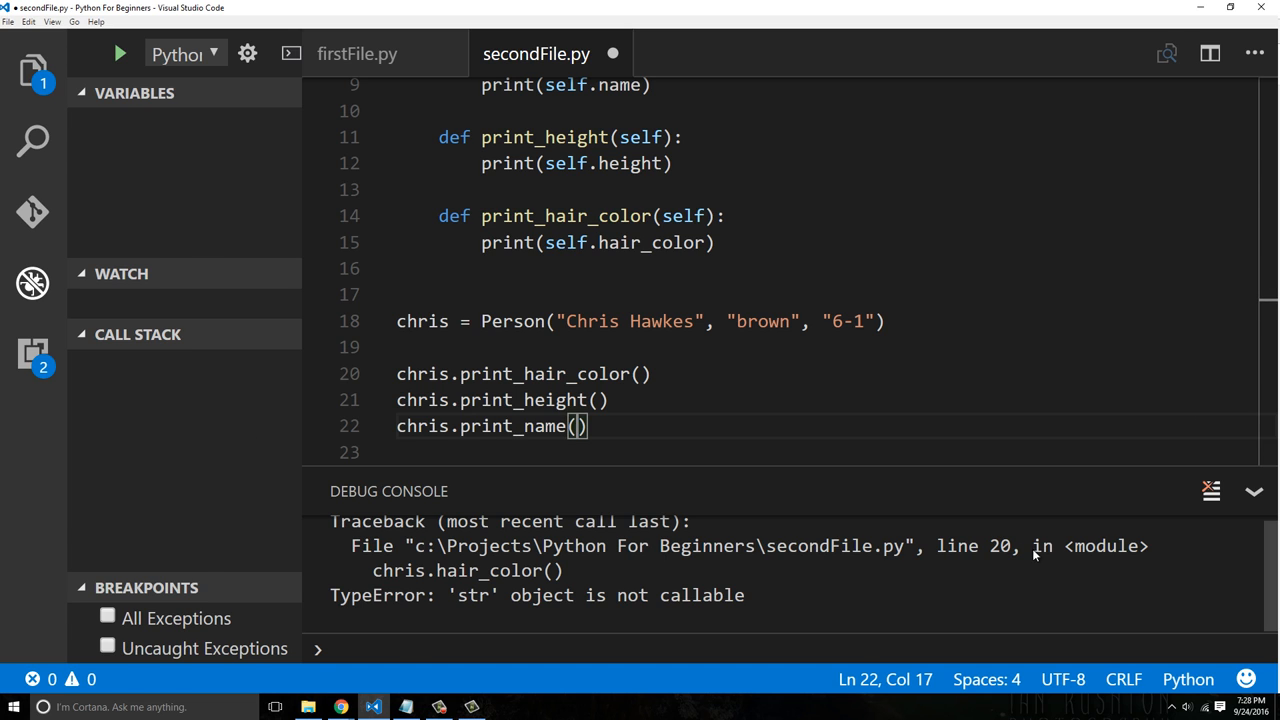 ● secondFile.py - Python For Beginners - Visual Studio Code
File Edit View Go Help
Pythor
firstFile.py
secondFile.py
1
VARIABLES
WATCH
CALL STACK
2
BREAKPOINTS
All Exceptions
Uncaught Exceptions
9 print(self.name)
10
11 def print_height(self):
12 print(self.height)
13
14 def print_hair_color(self):
15 print(self.hair_color)
16
17
18 chris = Person("Chris Hawkes", "brown", "6-1")
19
20 chris.print_hair_color()
21 chris.print_height()
22 chris.print_name()
23
DEBUG CONSOLE
Traceback (most recent call last):
File "c:\Projects\Python For Beginners\secondFile.py", line 20, in <module>
chris.hair_color()
TypeError: 'str' object is not callable
0 0
Ln 22, Col 17 Spaces: 4 UTF-8 CRLF Python
I'm Cortana. Ask me anything.
7:28 PM
9/24/2016